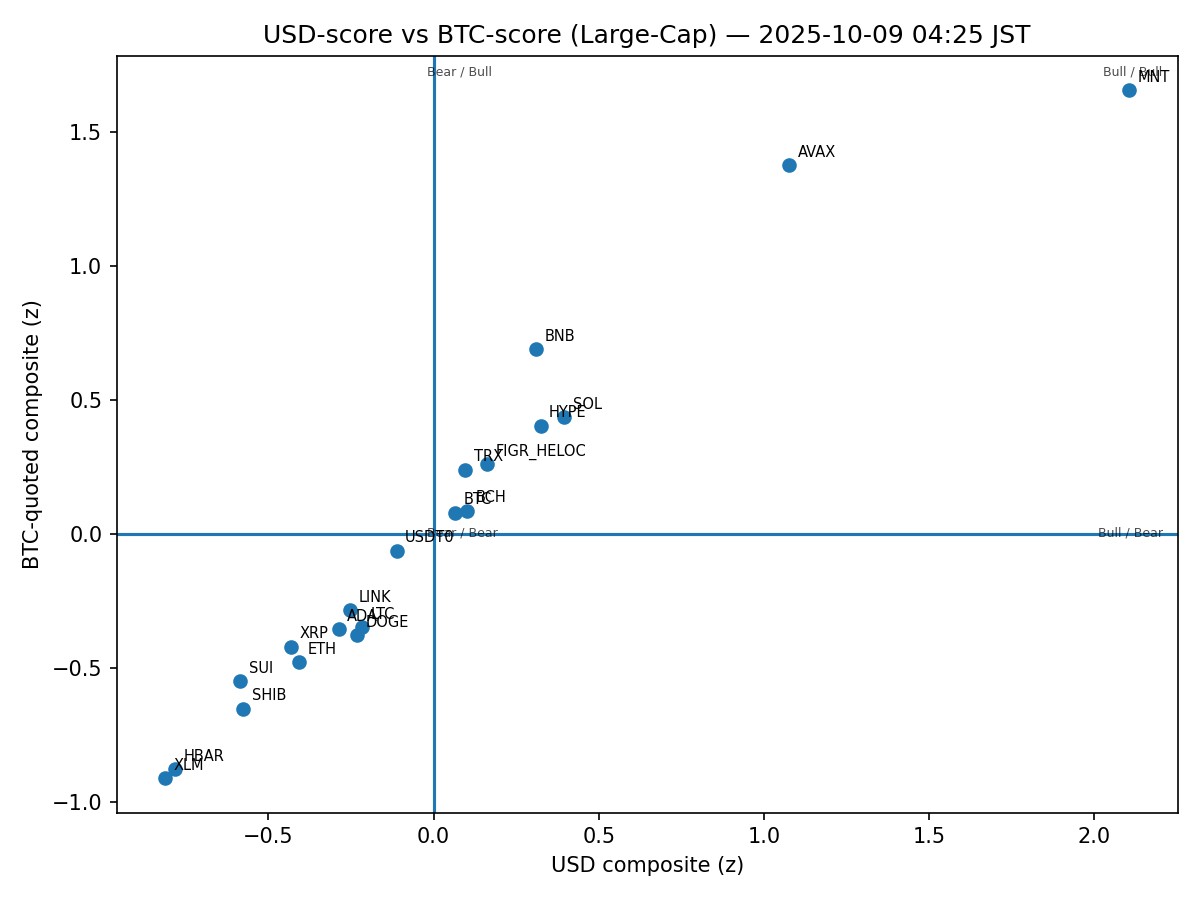 USD-score vs BTC-score (Large-Cap) — 2025-10-09 04:25 JST
Bear / Bull
Bull / Bull
MNT
1.5
AVAX
1.0
BNB
0.5
SOL
HYPE
FIGR_HELOC
TRX
BCH
BTC
0.0
USDT0
Bear / Bear
Bull / Bear
LINK
LTC
ADA
DOGE
XRP
ETH
−0.5
SUI
SHIB
HBAR
XLM
−1.0
−0.5
0.0
0.5
1.0
1.5
2.0
USD composite (z)
BTC-quoted composite (z)